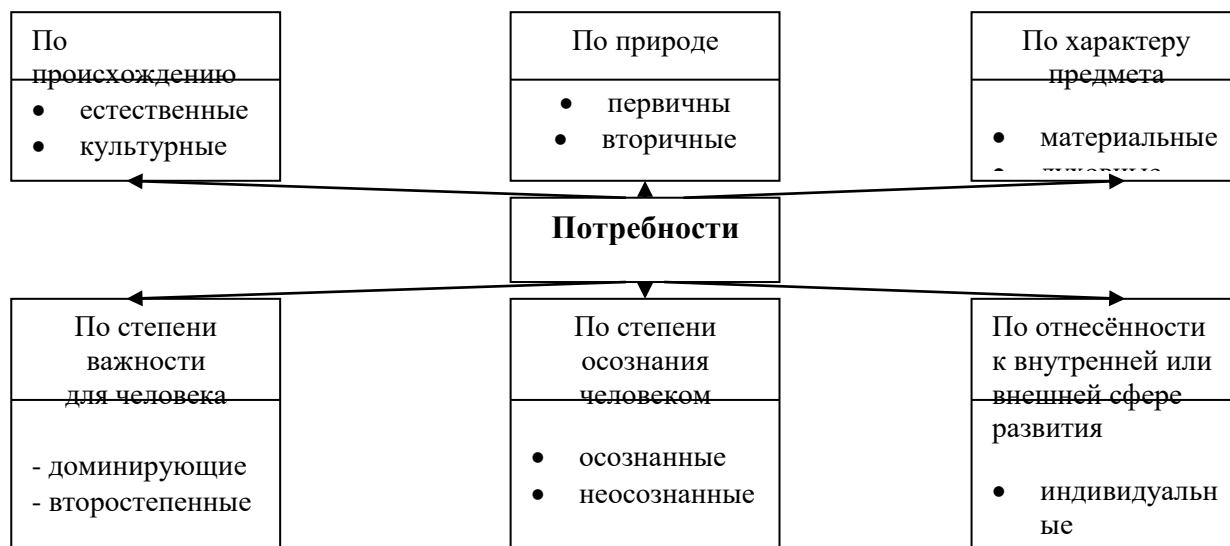 По
происхождению
• естественные
• культурные
По природе
• первичны
• вторичные
По характеру
предмета
• материальные
• духовные
Потребности
По степени
важности
для человека
- доминирующие
- второстепенные
По степени
осознания
человеком
• осознанные
• неосознанные
По отнесённости
к внутренней или
внешней сфере
развития
• индивидуальн
ые